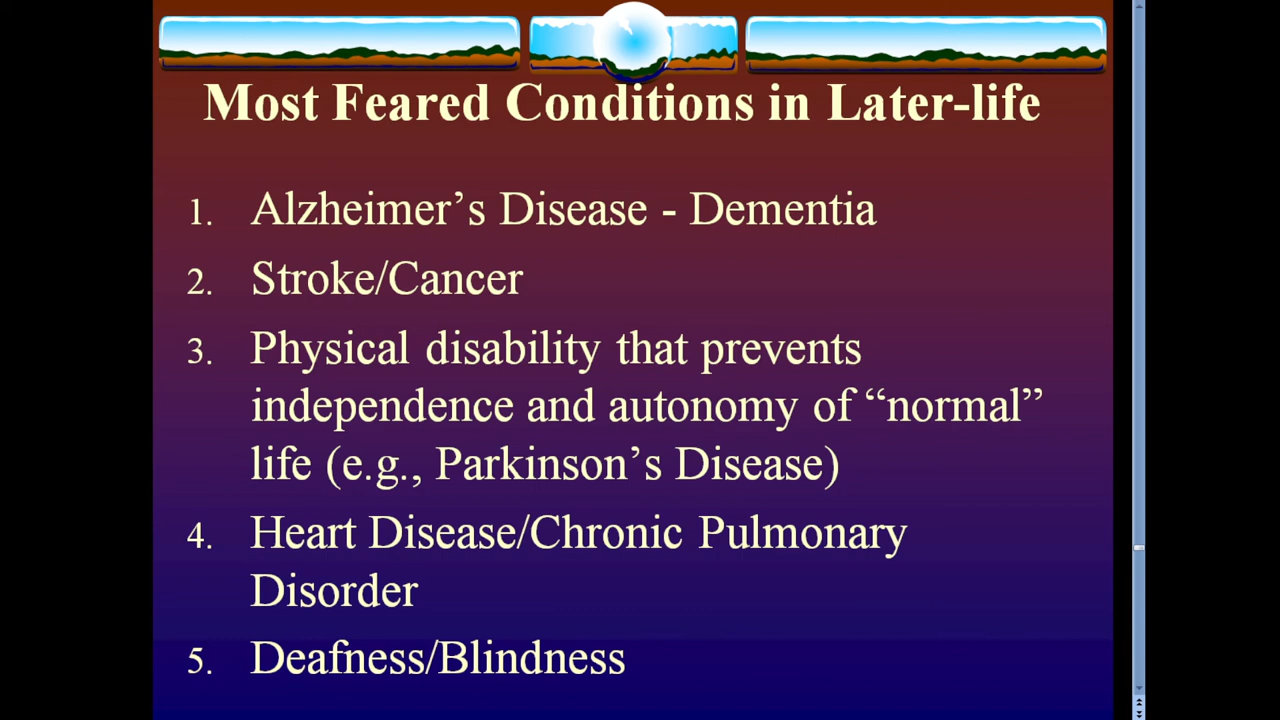 Most Feared Conditions in Later-life
1. Alzheimer’s Disease - Dementia
2. Stroke/Cancer
3. Physical disability that prevents
independence and autonomy of “normal”
life (e.g., Parkinson’s Disease)
4. Heart Disease/Chronic Pulmonary
Disorder
5. Deafness/Blindness